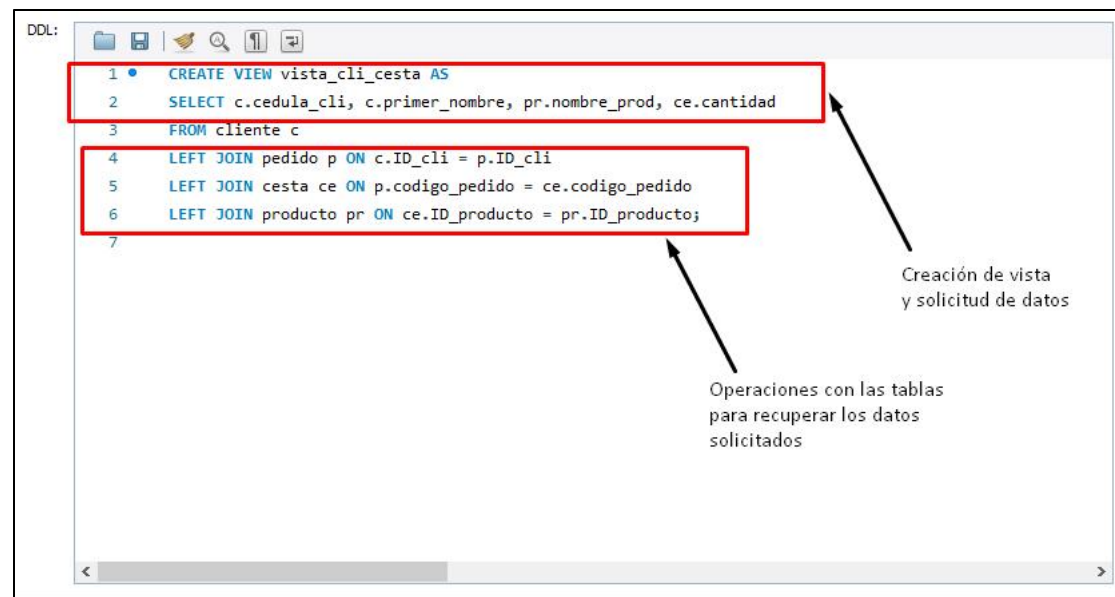 DDL:
1 CREATE VIEW vista_cli_cesta AS
2 SELECT c.cedula_cli, c.primer_nombre, pr.nombre_prod, ce.cantidad
3 FROM cliente c
4 LEFT JOIN pedido p ON c.ID_cli = p.ID_cli
5 LEFT JOIN cesta ce ON p.codigo_pedido = ce.codigo_pedido
6 LEFT JOIN producto pr ON ce.ID_producto = pr.ID_producto;
7
Creación de vista
y solicitud de datos
Operaciones con las tablas
para recuperar los datos
solicitados